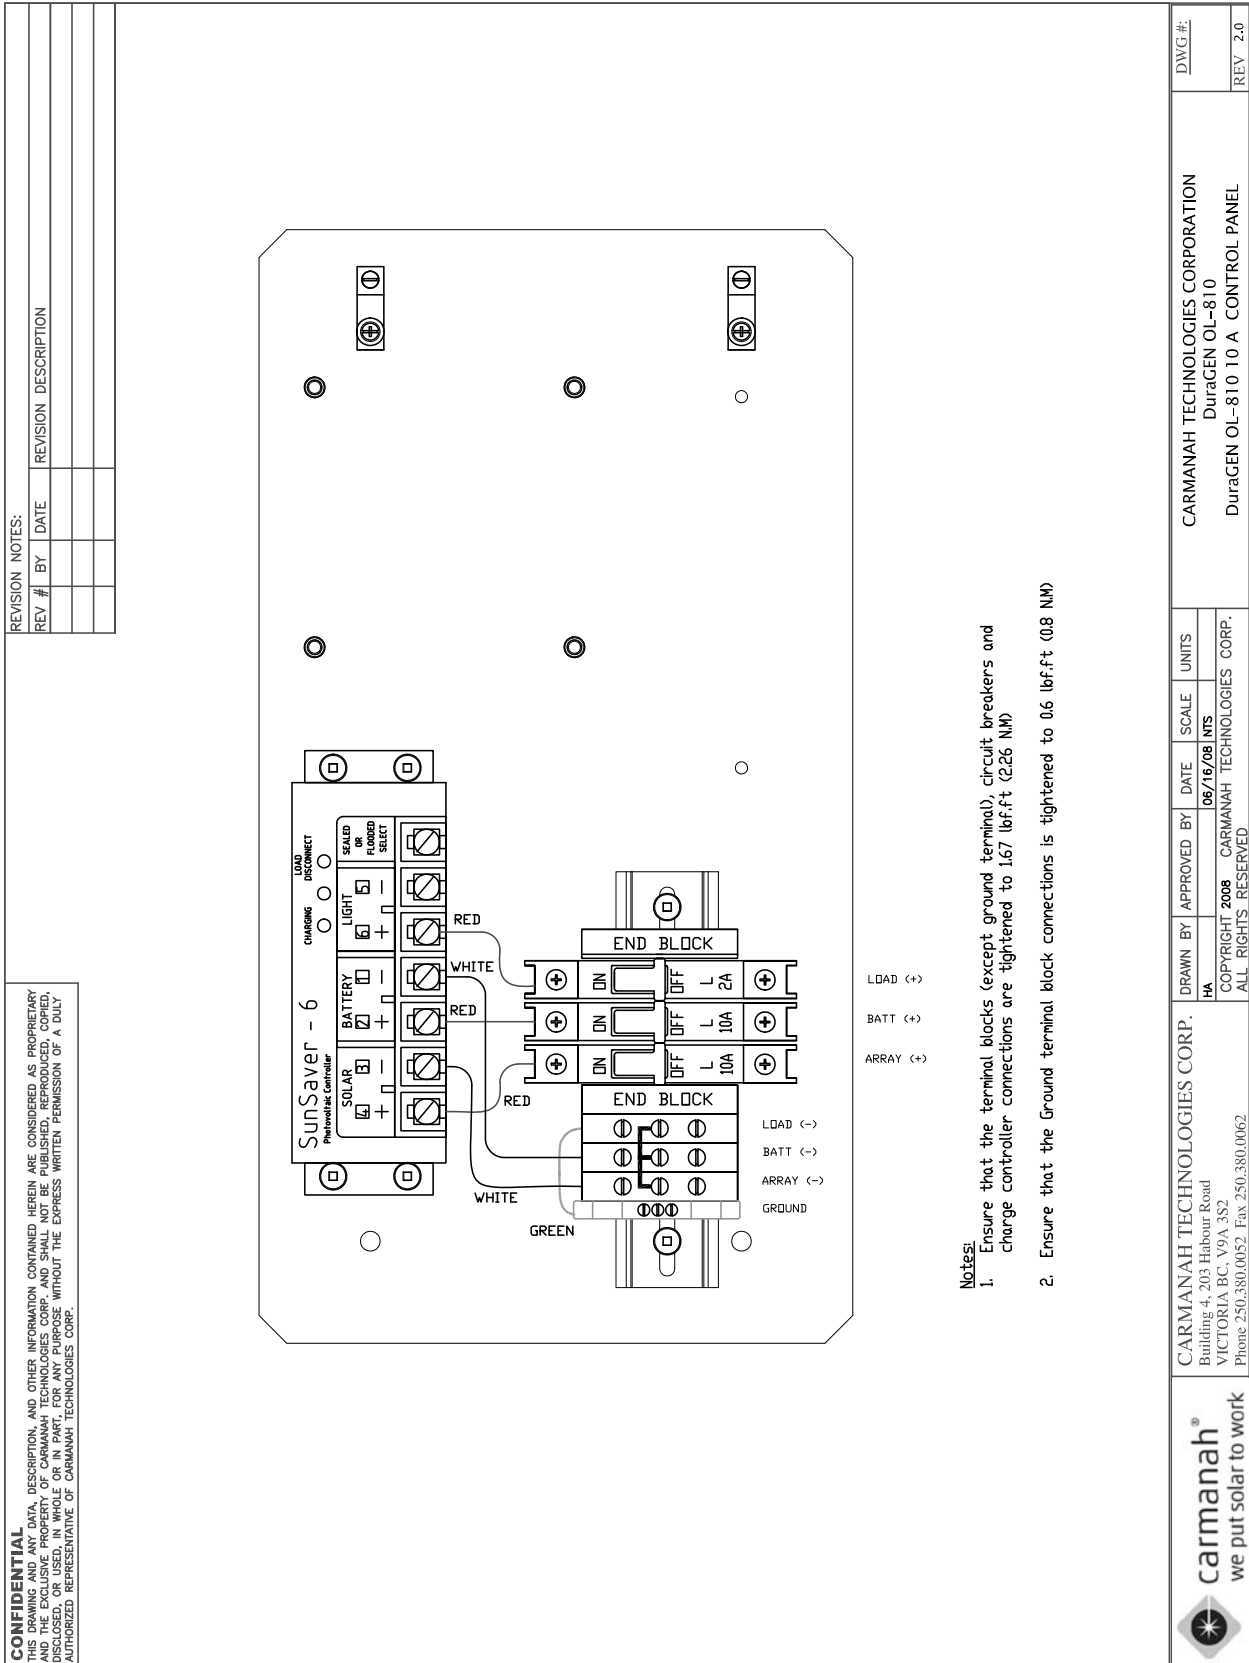 CONFIDENTIAL
THIS DRAWING AND ANY DATA, DESCRIPTION, AND OTHER INFORMATION CONTAINED HEREIN ARE CONSIDERED AS PROPRIETARY
AND THE EXCLUSIVE PROPERTY OF CARMANAH TECHNOLOGIES CORP. AND SHALL NOT BE PUBLISHED, REPRODUCED, COPIED,
DISCLOSED, OR USED, IN WHOLE OR IN PART, FOR ANY PURPOSE WITHOUT THE EXPRESS WRITTEN PERMISSION OF A DULY
AUTHORIZED REPRESENTATIVE OF CARMANAH TECHNOLOGIES CORP.
REVISION NOTES:
REV # BY DATE REVISION DESCRIPTION
SunSaver - 6
Photovoltaic Controller
CHARGING
LOAD
DISCONNECT
SOLAR
BATTERY
LIGHT
SEALED
OR
FLOODED
SELECT
4 3 2 1 6 5
+ - + - + -
RED
WHITE
RED
RED
WHITE
GREEN
END BLOCK
ON OFF L 2A
ON OFF L 10A
ON OFF L 10A
END BLOCK
LOAD (+)
BATT (+)
ARRAY (+)
LOAD (-)
BATT (-)
ARRAY (-)
GROUND
Notes:
1. Ensure that the terminal blocks (except ground terminal), circuit breakers and
charge controller connections are tightened to 1.67 lbf.ft (2.26 N.M)
2. Ensure that the Ground terminal block connections is tightened to 0.6 lbf.ft (0.8 N.M)
carmanah®
we put solar to work
CARMANAH TECHNOLOGIES CORP.
Building 4, 203 Habour Road
VICTORIA BC, V9A 3S2
Phone 250.380.0052 Fax 250.380.0062
DRAWN BY APPROVED BY DATE SCALE UNITS
HA 06/16/08 NTS
COPYRIGHT 2008 CARMANAH TECHNOLOGIES CORP.
ALL RIGHTS RESERVED
CARMANAH TECHNOLOGIES CORPORATION
DuraGEN OL-810
DuraGEN OL-810 10 A CONTROL PANEL
DWG #:
REV 2.0